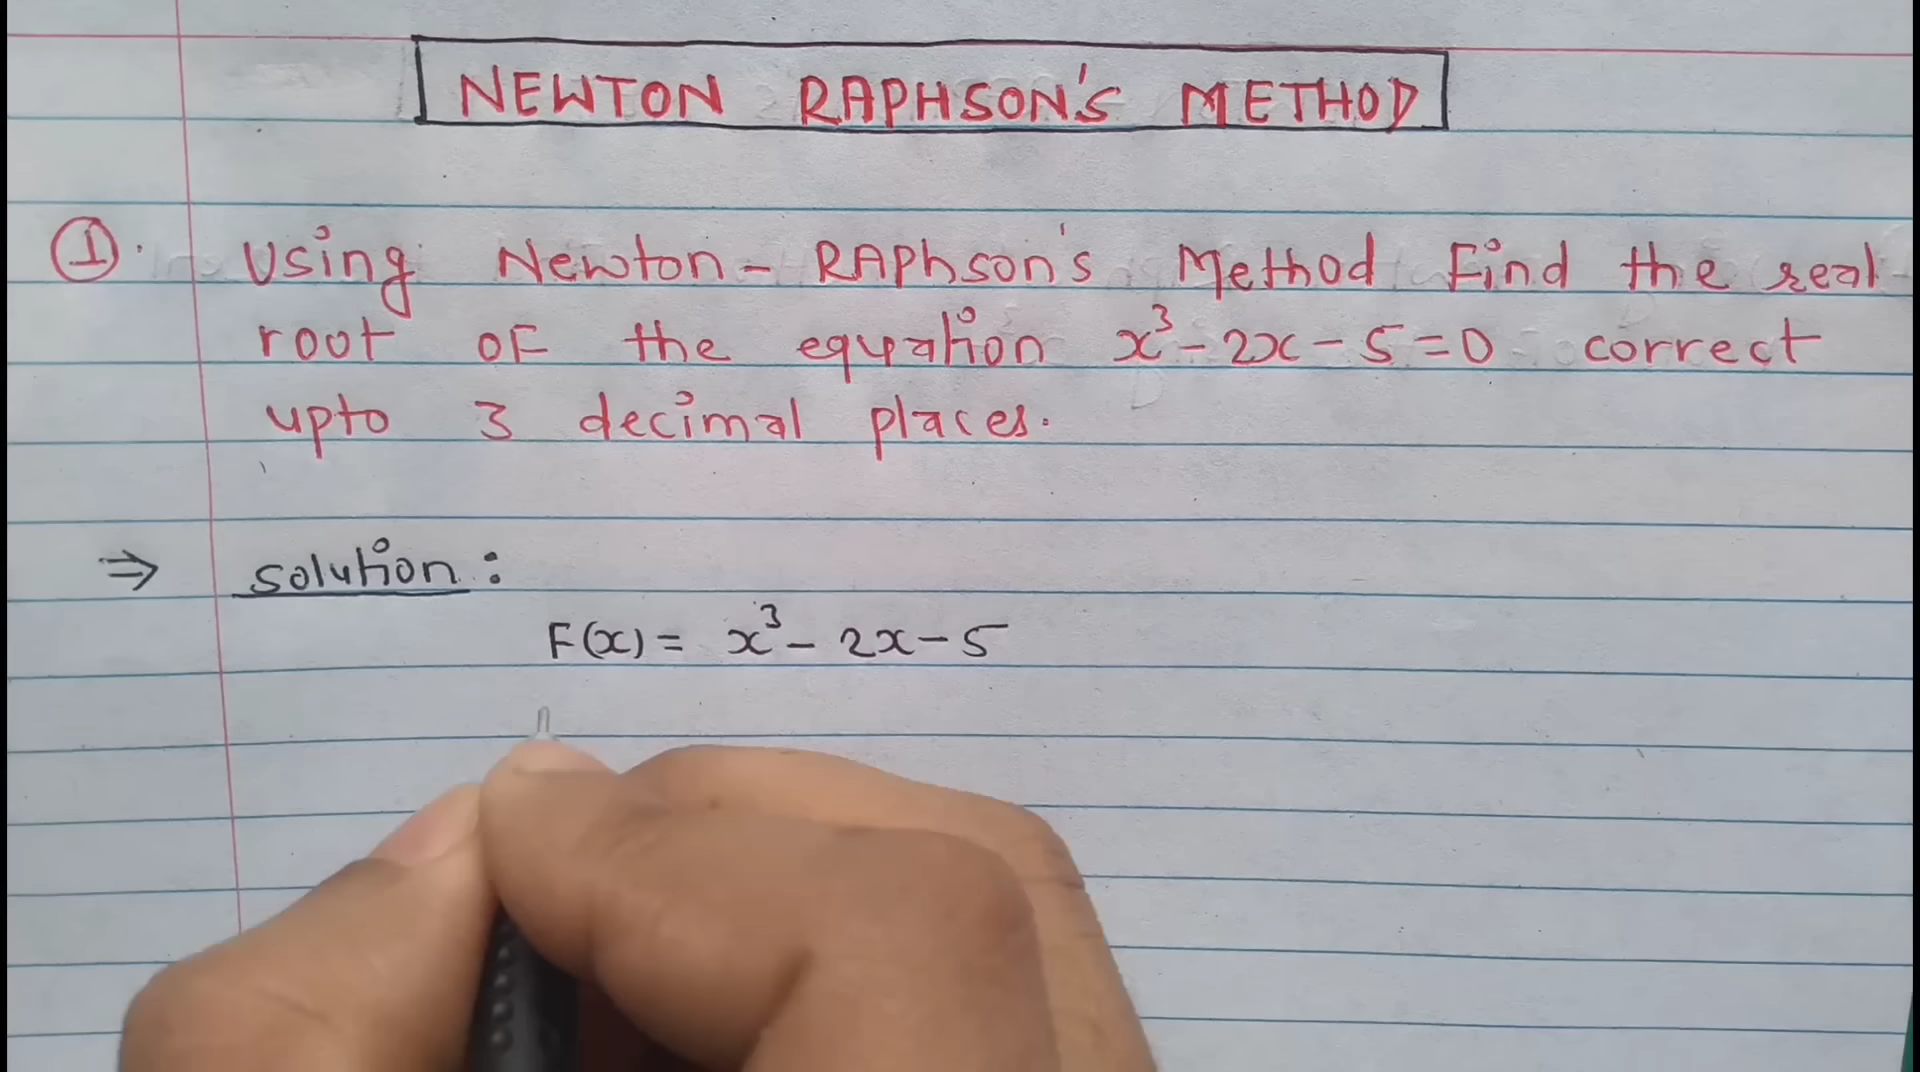 NEWTON RAPHSON'S METHOD
①. Using Newton-RAPhson's Method Find the real
root OF the equation x³-2x-5=0 correct
upto 3 decimal places.
⇒ solution:
F(x) = x³-2x-5